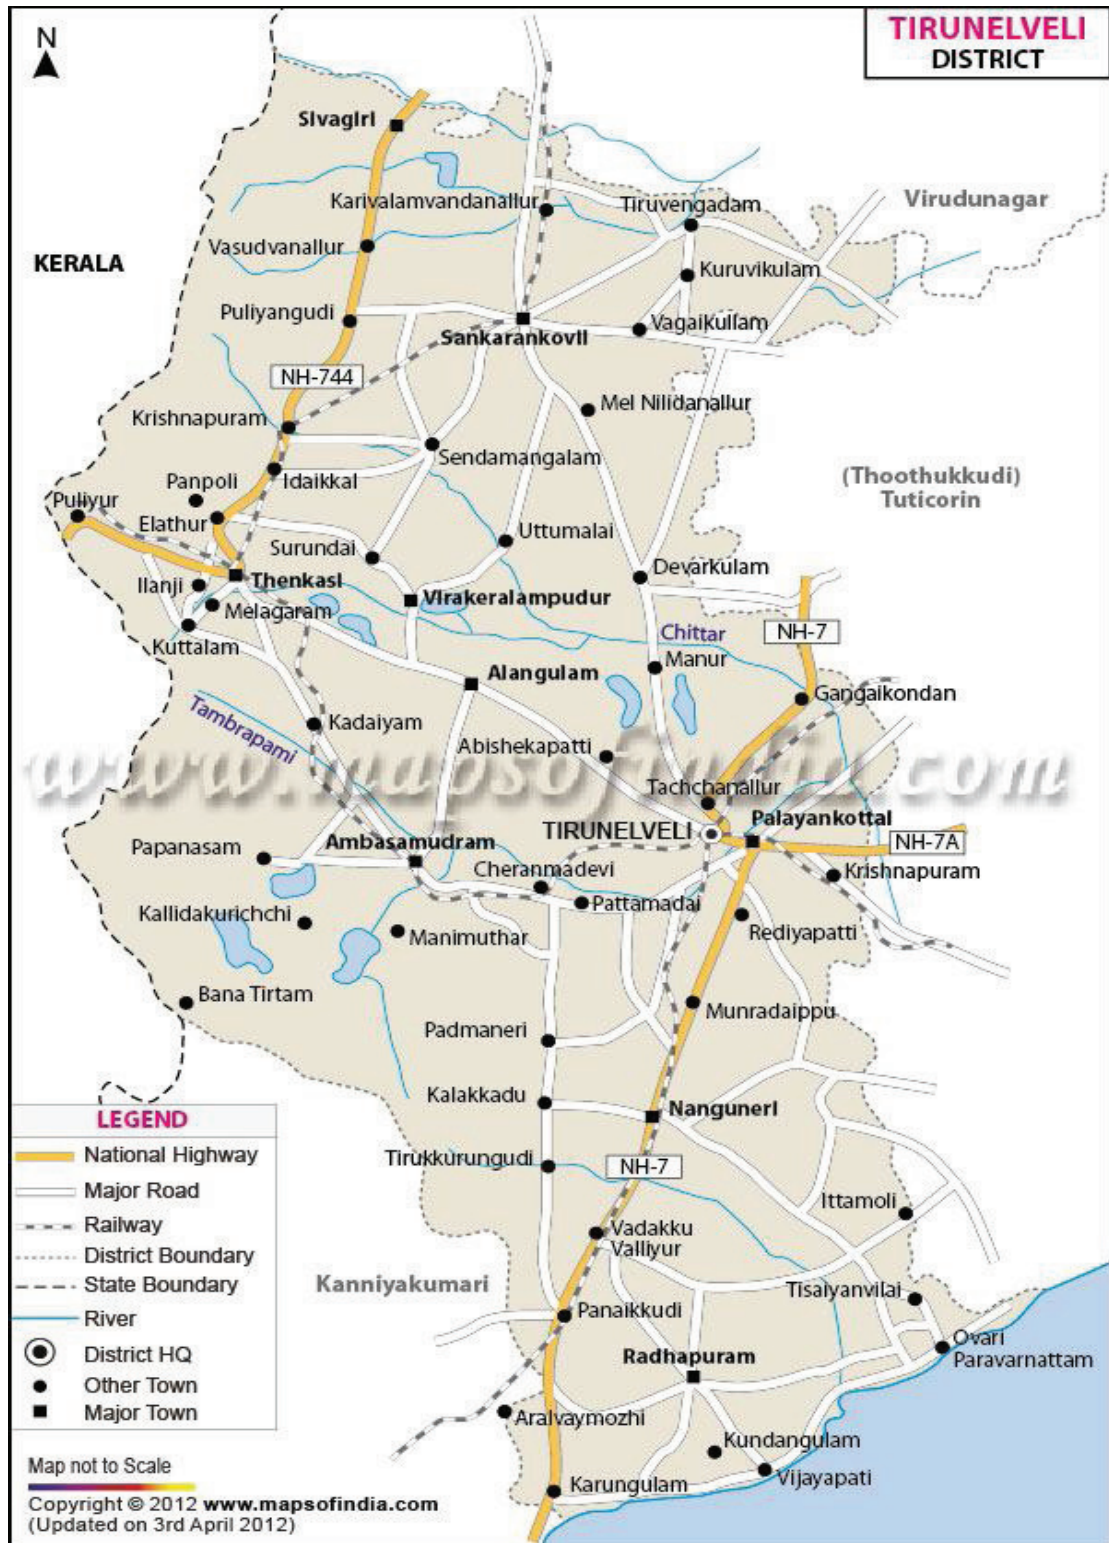 TIRUNELVELI
DISTRICT
N
Sivagiri
Karivalamvandanallur
Tiruvengadam
Virudunagar
Vasudvanallur
KERALA
Kuruvikulam
Puliyangudi
Vagaikullam
Sankarankovil
NH-744
Mel Nilidanallur
Krishnapuram
Sendamangalam
(Thoothukkudi)
Tuticorin
Panpoli
Idaikkal
Puliyur
Elathur
Uttumalai
Surundai
Devarkulam
Ilanji
Thenkasi
Virakeralampudur
Melagaram
Chittar
NH-7
Kuttalam
Manur
Alangulam
Gangaikondan
Tambrapami
Kadaiyam
Abishekapatti
www.mapsofindia.com
Tachchanallur
Palayankottal
TIRUNELVELI
Ambasamudram
NH-7A
Papanasam
Cheranmadevi
Krishnapuram
Pattamadai
Kallidakurichchi
Manimuthar
Rediyapatti
Bana Tirtam
Munradaippu
Padmaneri
Kalakkadu
Nanguneri
LEGEND
National Highway
Major Road
Railway
District Boundary
State Boundary
River
District HQ
Other Town
Major Town
Tirukkurungudi
NH-7
Ittamoli
Vadakku
Valliyur
Kanniyakumari
Tisaiyanvilai
Panaikkudi
Ovari
Paravarnattam
Radhapuram
Aralvaymozhi
Kundangulam
Vijayapati
Karungulam
Map not to Scale
Copyright © 2012 www.mapsofindia.com
(Updated on 3rd April 2012)